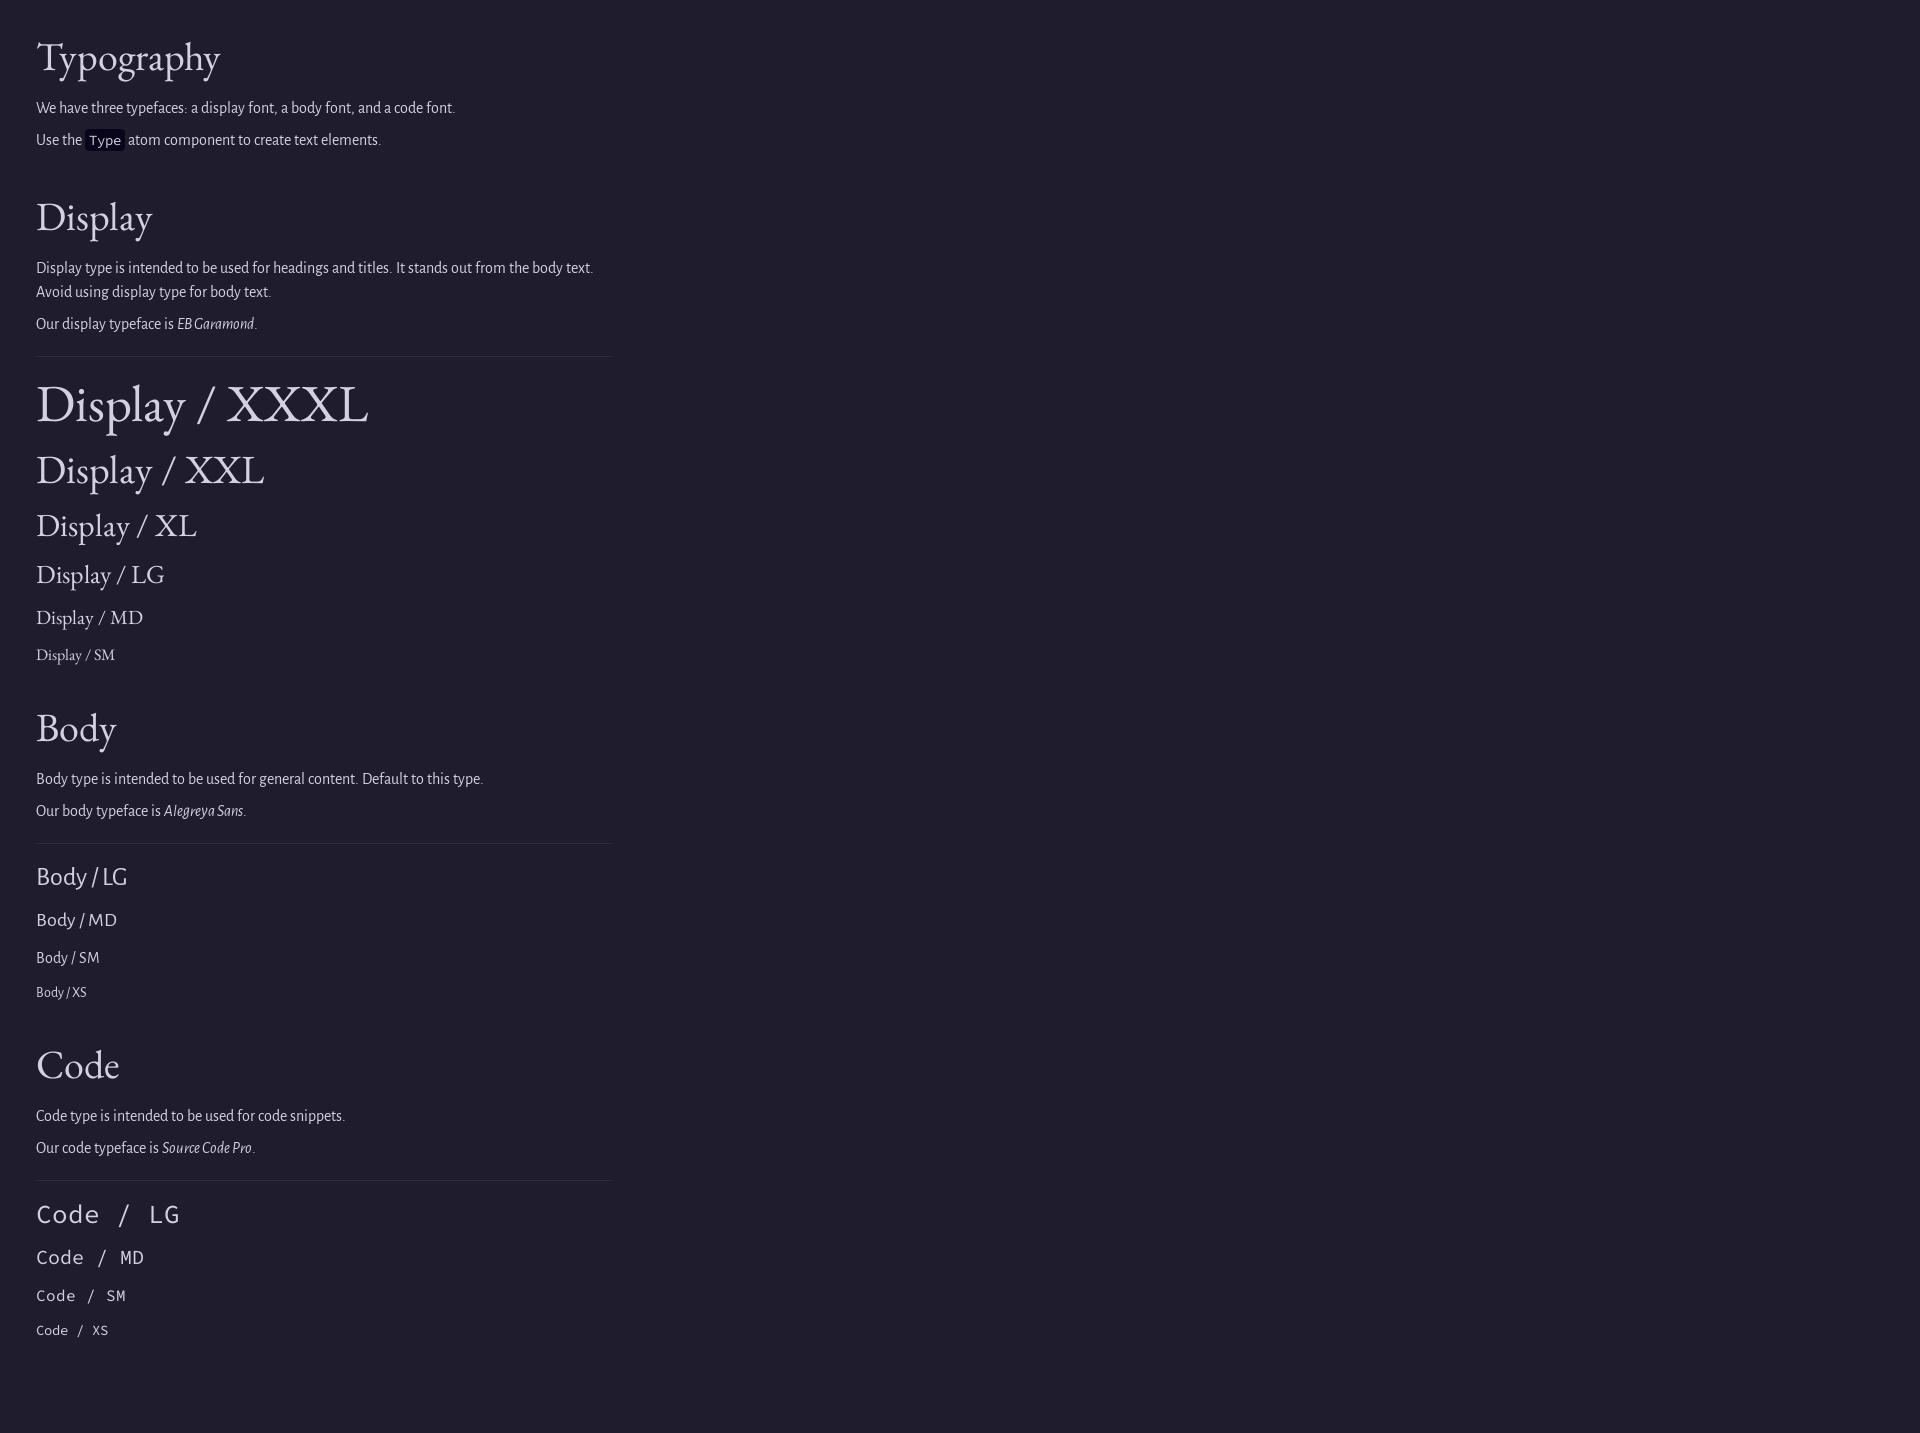 Typography
We have three typefaces: a display font, a body font, and a code font.
Use the Type atom component to create text elements.
Display
Display type is intended to be used for headings and titles. It stands out from the body text.
Avoid using display type for body text.
Our display typeface is EB Garamond.
Display / XXXL
Display / XXL
Display / XL
Display / LG
Display / MD
Display / SM
Body
Body type is intended to be used for general content. Default to this type.
Our body typeface is Alegreya Sans.
Body / LG
Body / MD
Body / SM
Body / XS
Code
Code type is intended to be used for code snippets.
Our code typeface is Source Code Pro.
Code / LG
Code / MD
Code / SM
Code / XS